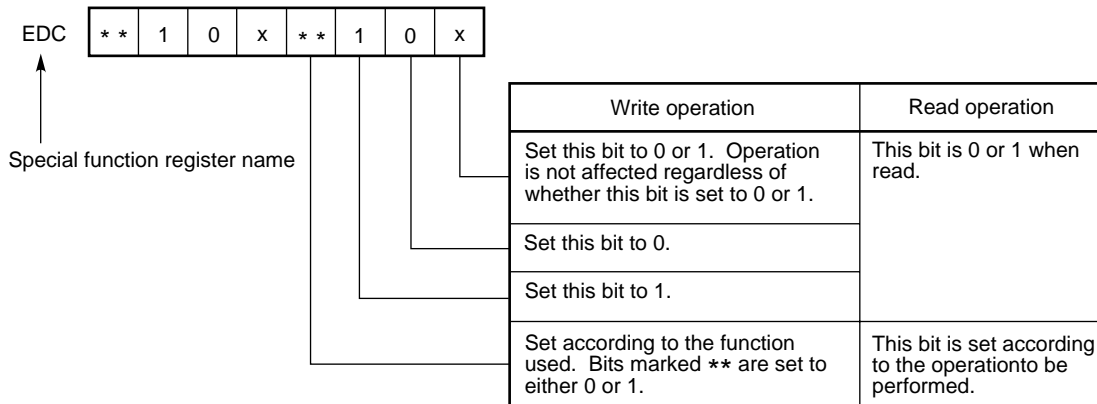 EDC ** 1 0 x ** 1 0 x
Special function register name
Write operation
Read operation
Set this bit to 0 or 1. Operation
is not affected regardless of
whether this bit is set to 0 or 1.
This bit is 0 or 1 when
read.
Set this bit to 0.
Set this bit to 1.
Set according to the function
used. Bits marked ** are set to
either 0 or 1.
This bit is set according
to the operationto be
performed.